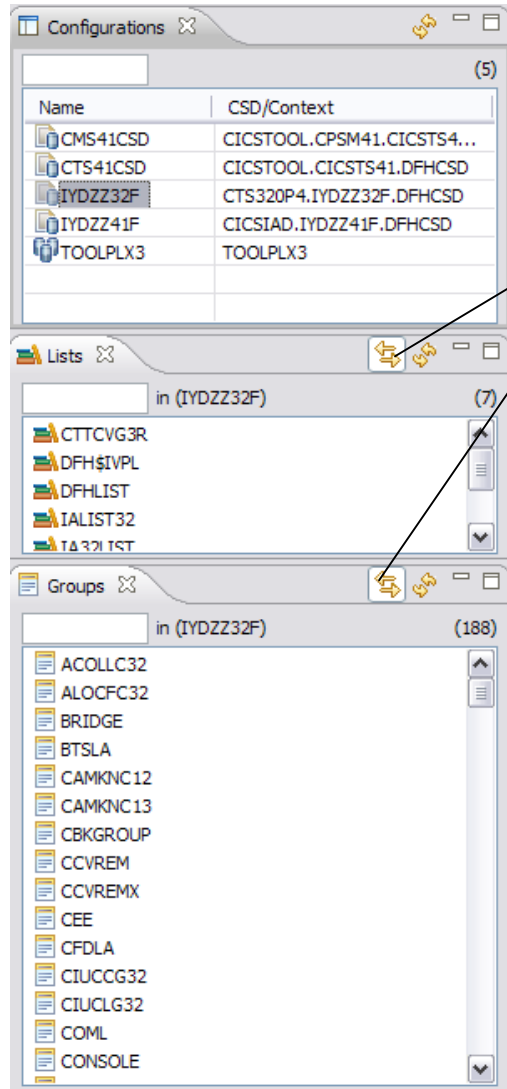 Configurations
(5)
Name CSD/Context
CMS41CSD CICSTOOL.CPSM41.CICSTS4...
CTS41CSD CICSTOOL.CICSTS41.DFHCSD
IYDZZ32F CTS320P4.IYDZZ32F.DFHCSD
IYDZZ41F CICSIAD.IYDZZ41F.DFHCSD
TOOLPLX3 TOOLPLX3
Lists
in (IYDZZ32F) (7)
CTTCVG3R
DFH$IVPL
DFHLIST
IALIST32
IA32LIST
Groups
in (IYDZZ32F) (188)
ACOLLC32
ALOCFC32
BRIDGE
BTSLA
CAMKNC12
CAMKNC13
CBKGROUP
CCVREM
CCVREMX
CEE
CFDLA
CIUCCG32
CIUCLG32
COML
CONSOLE